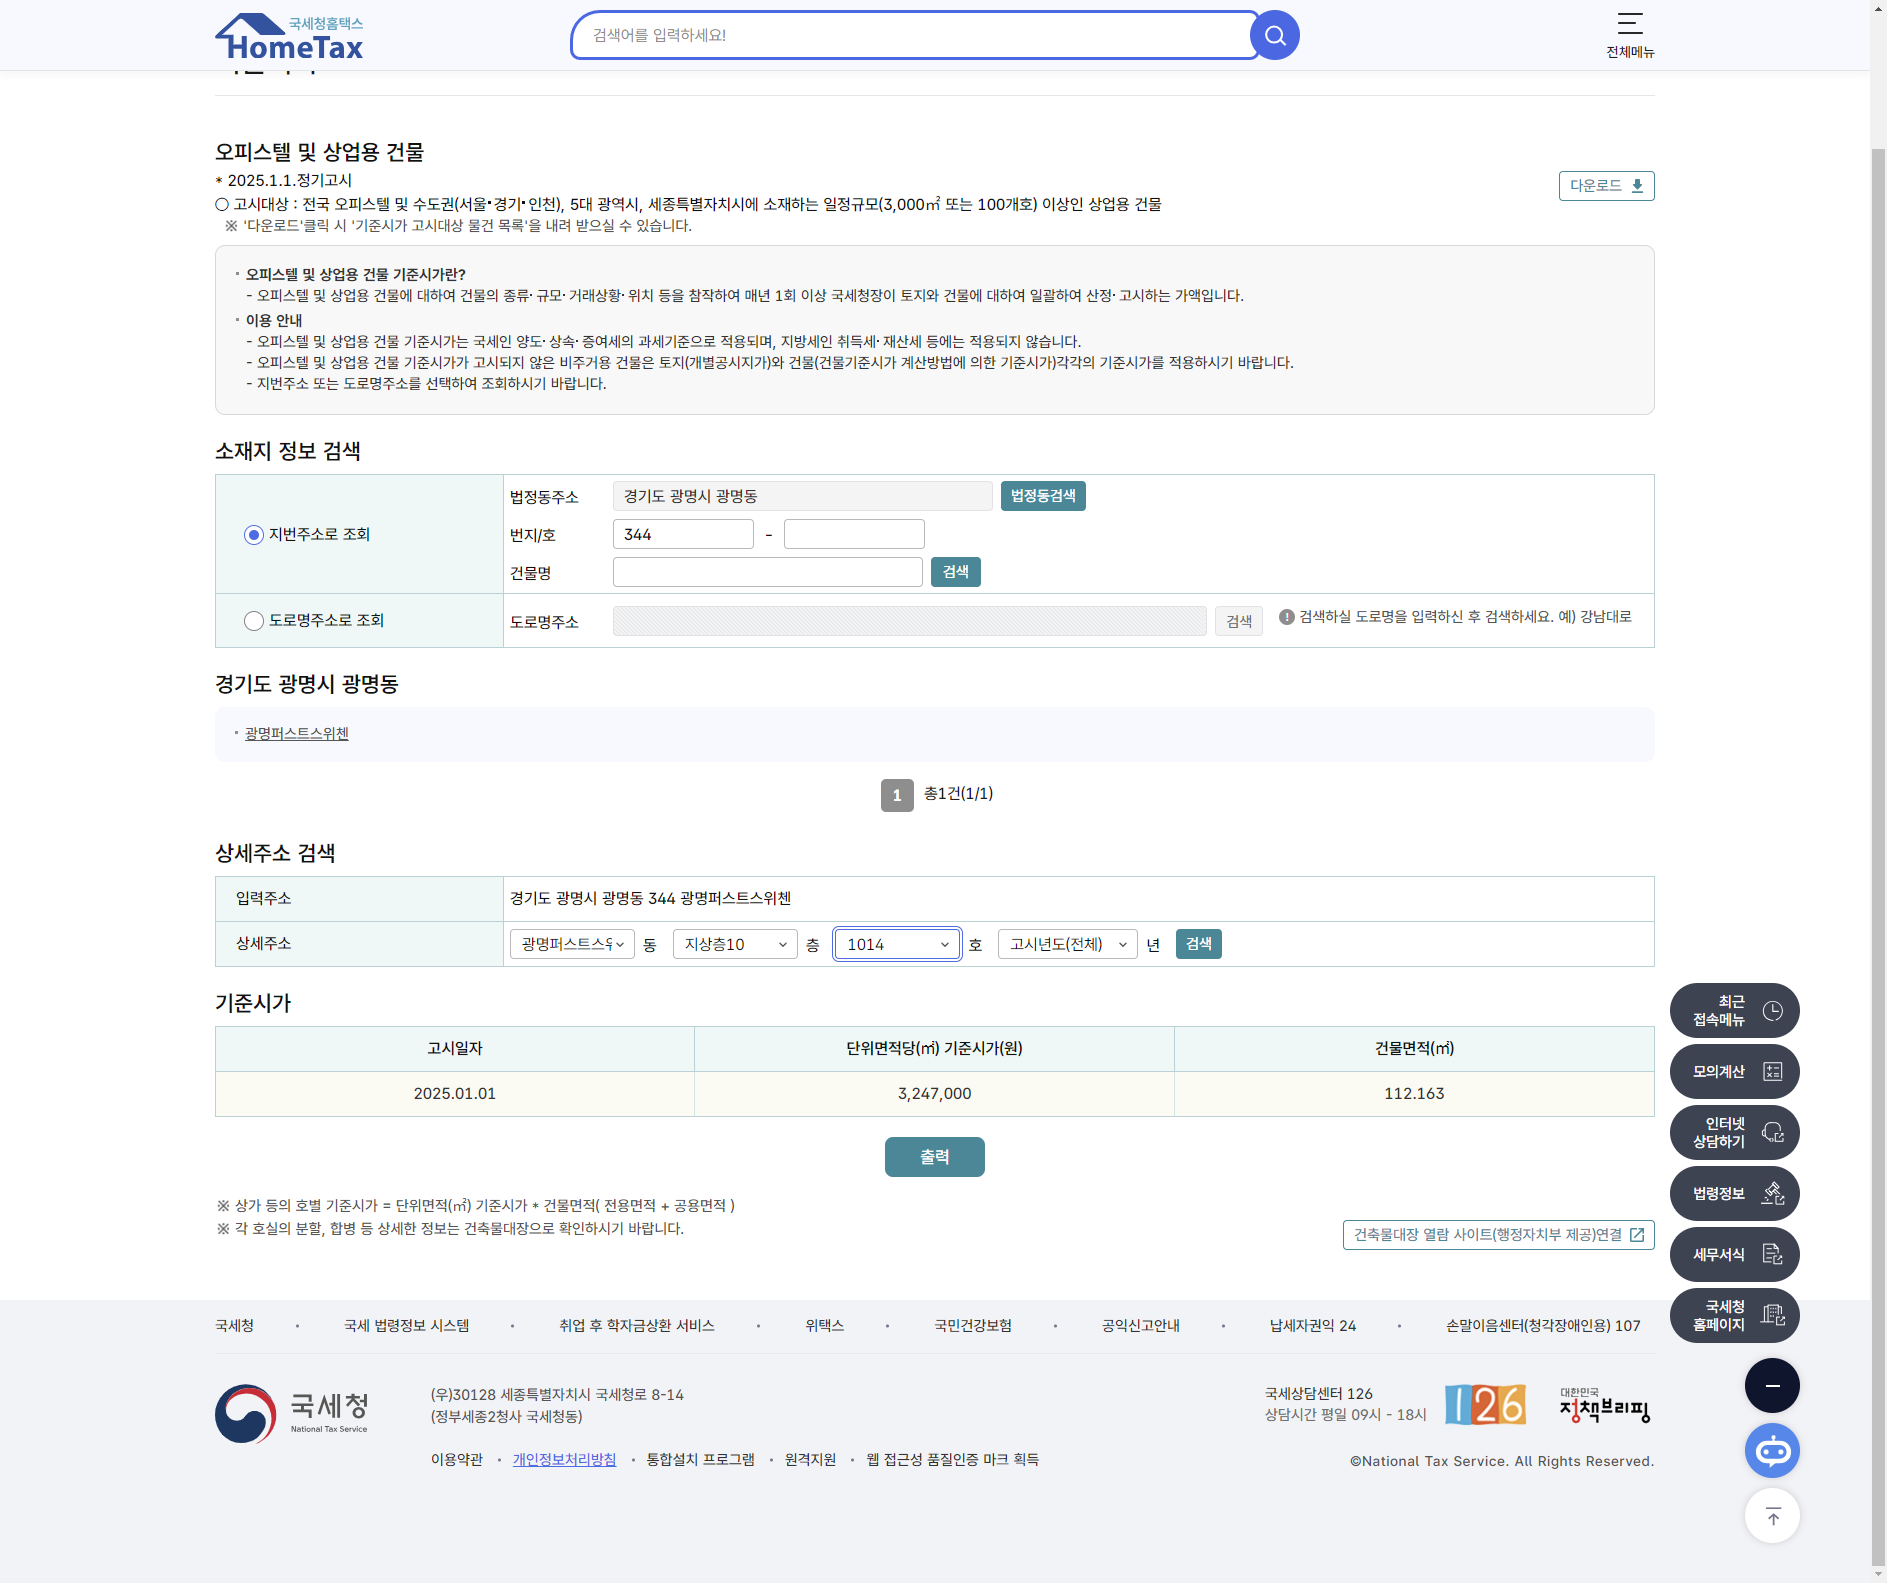 국세청홈택스
HomeTax
검색어를 입력하세요!
전체메뉴
오피스텔 및 상업용 건물
* 2025.1.1.정기고시
○ 고시대상 : 전국 오피스텔 및 수도권(서울·경기·인천), 5대 광역시, 세종특별자치시에 소재하는 일정규모(3,000㎡ 또는 100개호) 이상인 상업용 건물
다운로드
※ '다운로드'클릭 시 '기준시가 고시대상 물건 목록'을 내려 받으실 수 있습니다.
· 오피스텔 및 상업용 건물 기준시가란?
- 오피스텔 및 상업용 건물에 대하여 건물의 종류·규모·거래상황·위치 등을 참작하여 매년 1회 이상 국세청장이 토지와 건물에 대하여 일괄하여 산정·고시하는 가액입니다.
· 이용 안내
- 오피스텔 및 상업용 건물 기준시가는 국세인 양도·상속·증여세의 과세기준으로 적용되며, 지방세인 취득세·재산세 등에는 적용되지 않습니다.
- 오피스텔 및 상업용 건물 기준시가가 고시되지 않은 비주거용 건물은 토지(개별공시지가)와 건물(건물기준시가 계산방법에 의한 기준시가)각각의 기준시가를 적용하시기 바랍니다.
- 지번주소 또는 도로명주소를 선택하여 조회하시기 바랍니다.
소재지 정보 검색
지번주소로 조회
법정동주소 경기도 광명시 광명동 법정동검색
번지/호 344 -
건물명 검색
도로명주소로 조회 도로명주소 검색 검색하실 도로명을 입력하신 후 검색하세요. 예) 강남대로
경기도 광명시 광명동
· 광명퍼스트스위첸
1 총1건(1/1)
상세주소 검색
입력주소 경기도 광명시 광명동 344 광명퍼스트스위첸
상세주소 광명퍼스트스우 동 지상층10 층 1014 호 고시년도(전체) 년 검색
기준시가
고시일자 단위면적당(㎡) 기준시가(원) 건물면적(㎡)
2025.01.01 3,247,000 112.163
출력
※ 상가 등의 호별 기준시가 = 단위면적(㎡) 기준시가 * 건물면적( 전용면적 + 공용면적 )
※ 각 호실의 분할, 합병 등 상세한 정보는 건축물대장으로 확인하시기 바랍니다.
건축물대장 열람 사이트(행정자치부 제공)연결
최근
접속메뉴
모의계산
인터넷
상담하기
법령정보
세무서식
국세청
홈페이지
국세청 · 국세 법령정보 시스템 · 취업 후 학자금상환 서비스 · 위택스 · 국민건강보험 · 공익신고안내 · 납세자권익 24 · 손말이음센터(청각장애인용) 107
국세청
National Tax Service
(우)30128 세종특별자치시 국세청로 8-14
(정부세종2청사 국세청동)
국세상담센터 126
상담시간 평일 09시 - 18시
126
대한민국
정책브리핑
이용약관 · 개인정보처리방침 · 통합설치 프로그램 · 원격지원 · 웹 접근성 품질인증 마크 획득
©National Tax Service. All Rights Reserved.